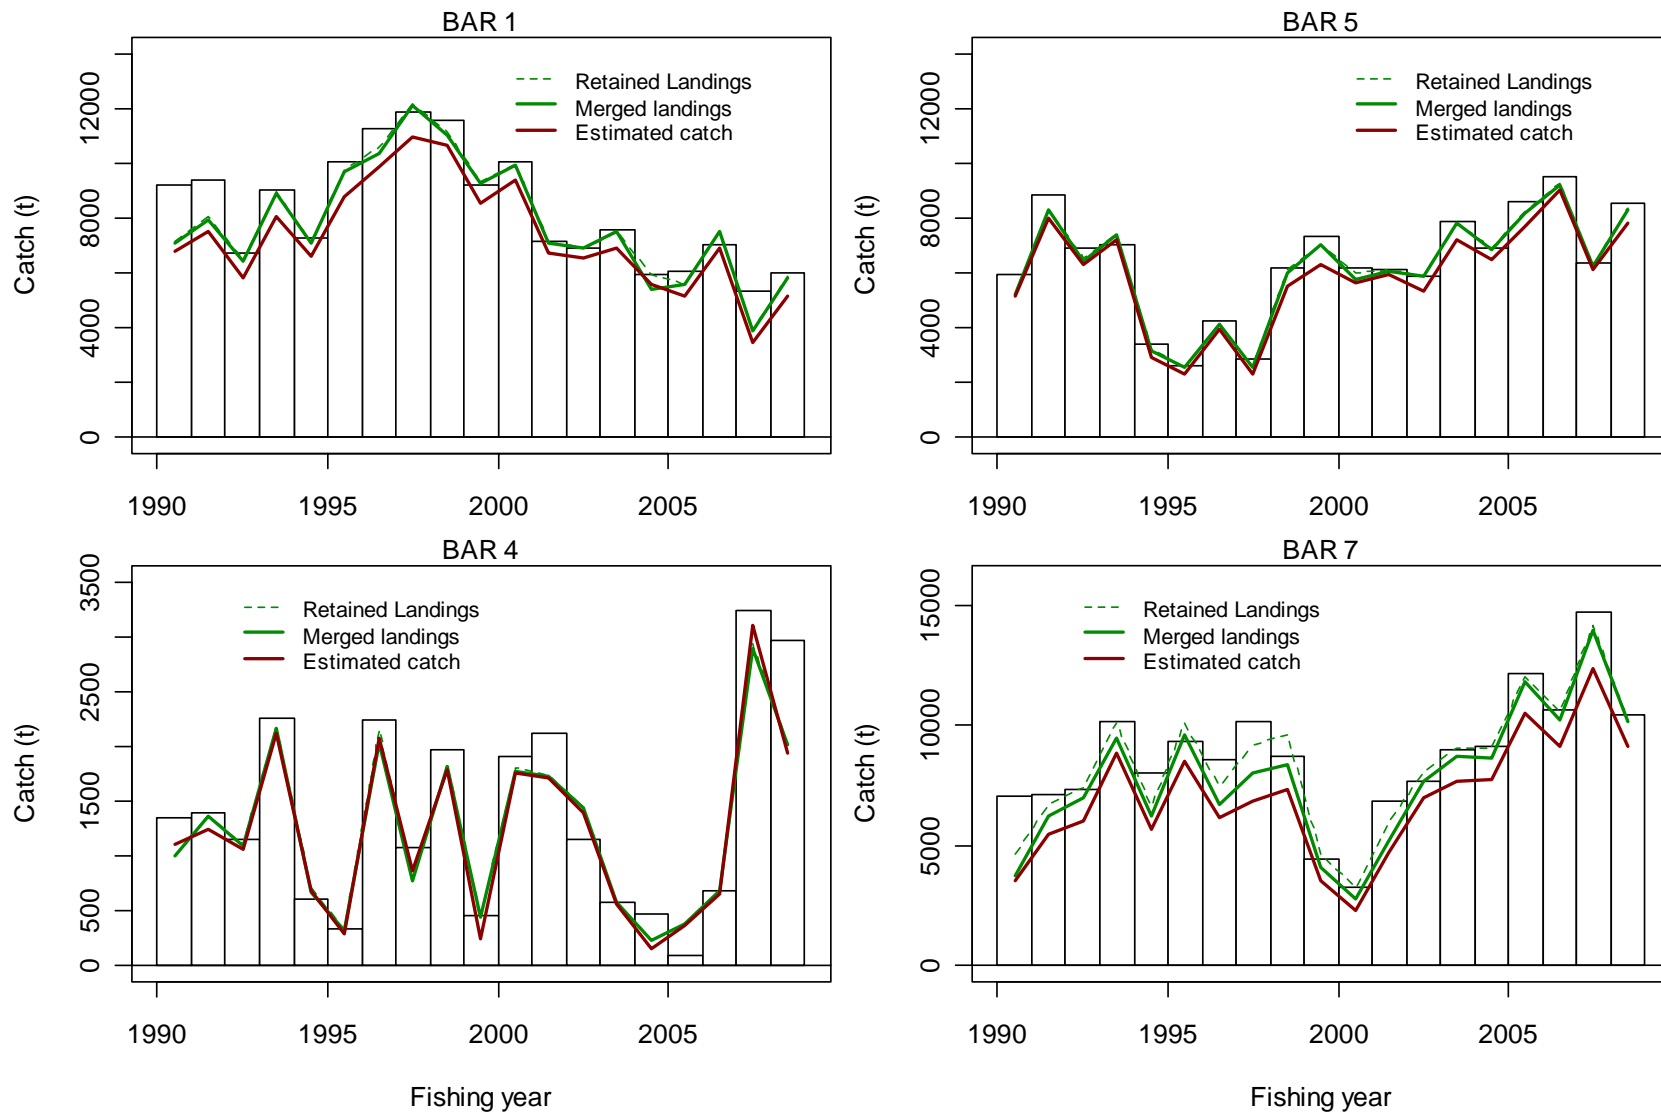 BAR 1
Catch (t)
0 4000 8000 12000
Retained Landings
Merged landings
Estimated catch
1990 1995 2000 2005
BAR 5
Catch (t)
0 4000 8000 12000
Retained Landings
Merged landings
Estimated catch
1990 1995 2000 2005
BAR 4
Catch (t)
0 500 1500 2500 3500
Retained Landings
Merged landings
Estimated catch
1990 1995 2000 2005
Fishing year
BAR 7
Catch (t)
0 5000 10000 15000
Retained Landings
Merged landings
Estimated catch
1990 1995 2000 2005
Fishing year